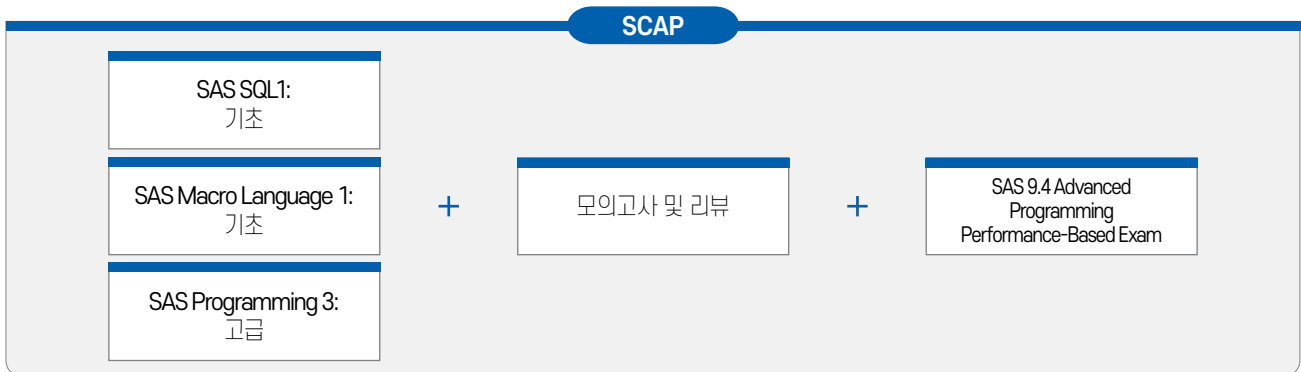 SCAP
SAS SQL1:
기초
SAS Macro Language 1:
기초
SAS Programming 3:
고급
+
모의고사 및 리뷰
+
SAS 9.4 Advanced
Programming
Performance-Based Exam